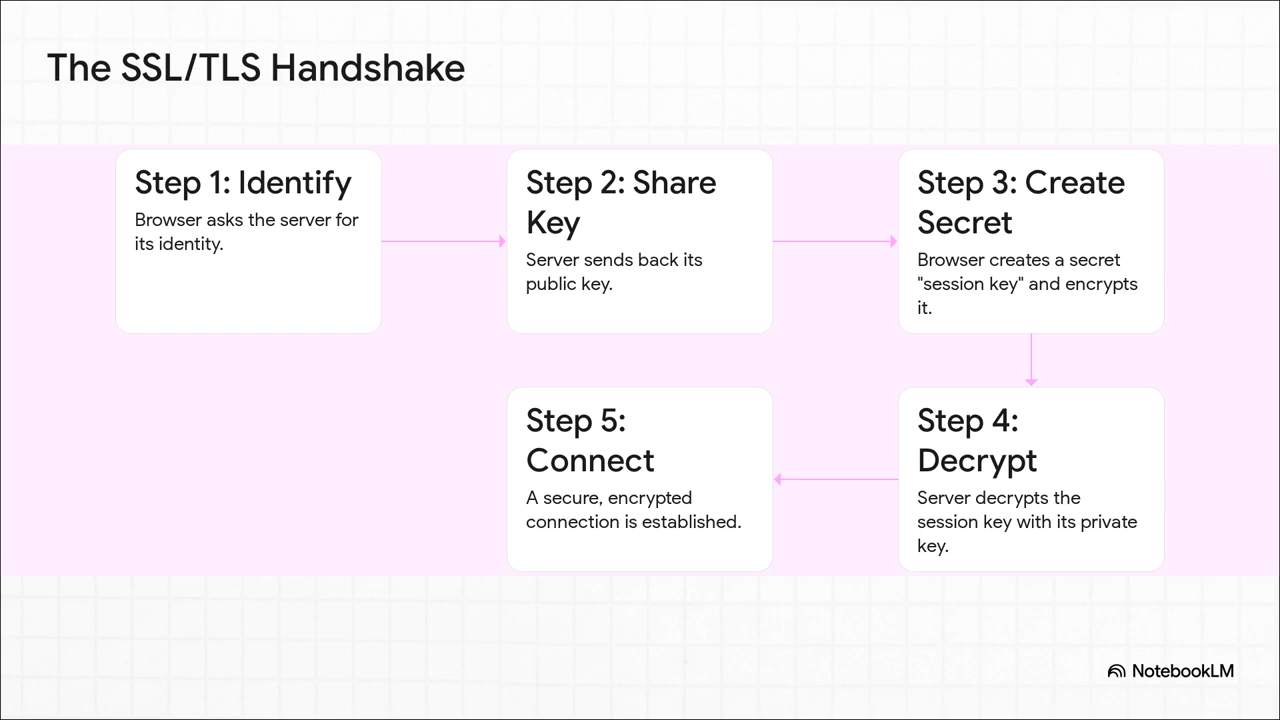 The SSL/TLS Handshake
Step 1: Identify
Browser asks the server for
its identity.
Step 2: Share
Key
Server sends back its
public key.
Step 3: Create
Secret
Browser creates a secret
"session key" and encrypts
it.
Step 4:
Decrypt
Server decrypts the
session key with its private
key.
Step 5:
Connect
A secure, encrypted
connection is established.
NotebookLM